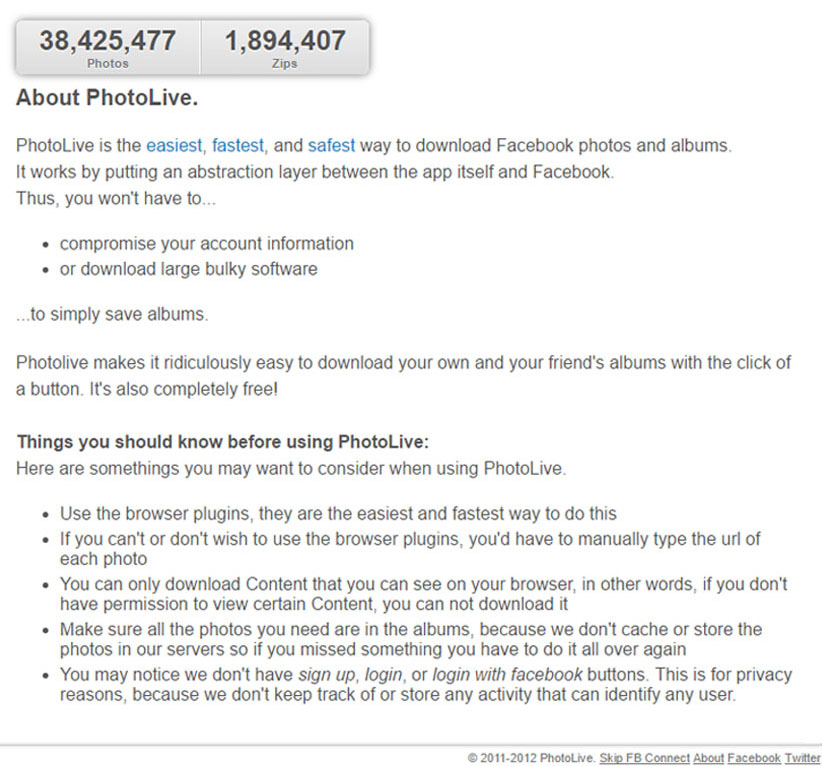 38,425,477 1,894,407
Photos Zips
About PhotoLive.
PhotoLive is the easiest, fastest, and safest way to download Facebook photos and albums.
It works by putting an abstraction layer between the app itself and Facebook.
Thus, you won't have to...
• compromise your account information
• or download large bulky software
...to simply save albums.
Photolive makes it ridiculously easy to download your own and your friend's albums with the click of
a button. It's also completely free!
Things you should know before using PhotoLive:
Here are somethings you may want to consider when using PhotoLive.
• Use the browser plugins, they are the easiest and fastest way to do this
• If you can't or don't wish to use the browser plugins, you'd have to manually type the url of
each photo
• You can only download Content that you can see on your browser, in other words, if you don't
have permission to view certain Content, you can not download it
• Make sure all the photos you need are in the albums, because we don't cache or store the
photos in our servers so if you missed something you have to do it all over again
• You may notice we don't have sign up, login, or login with facebook buttons. This is for privacy
reasons, because we don't keep track of or store any activity that can identify any user.
© 2011-2012 PhotoLive. Skip FB Connect About Facebook Twitter